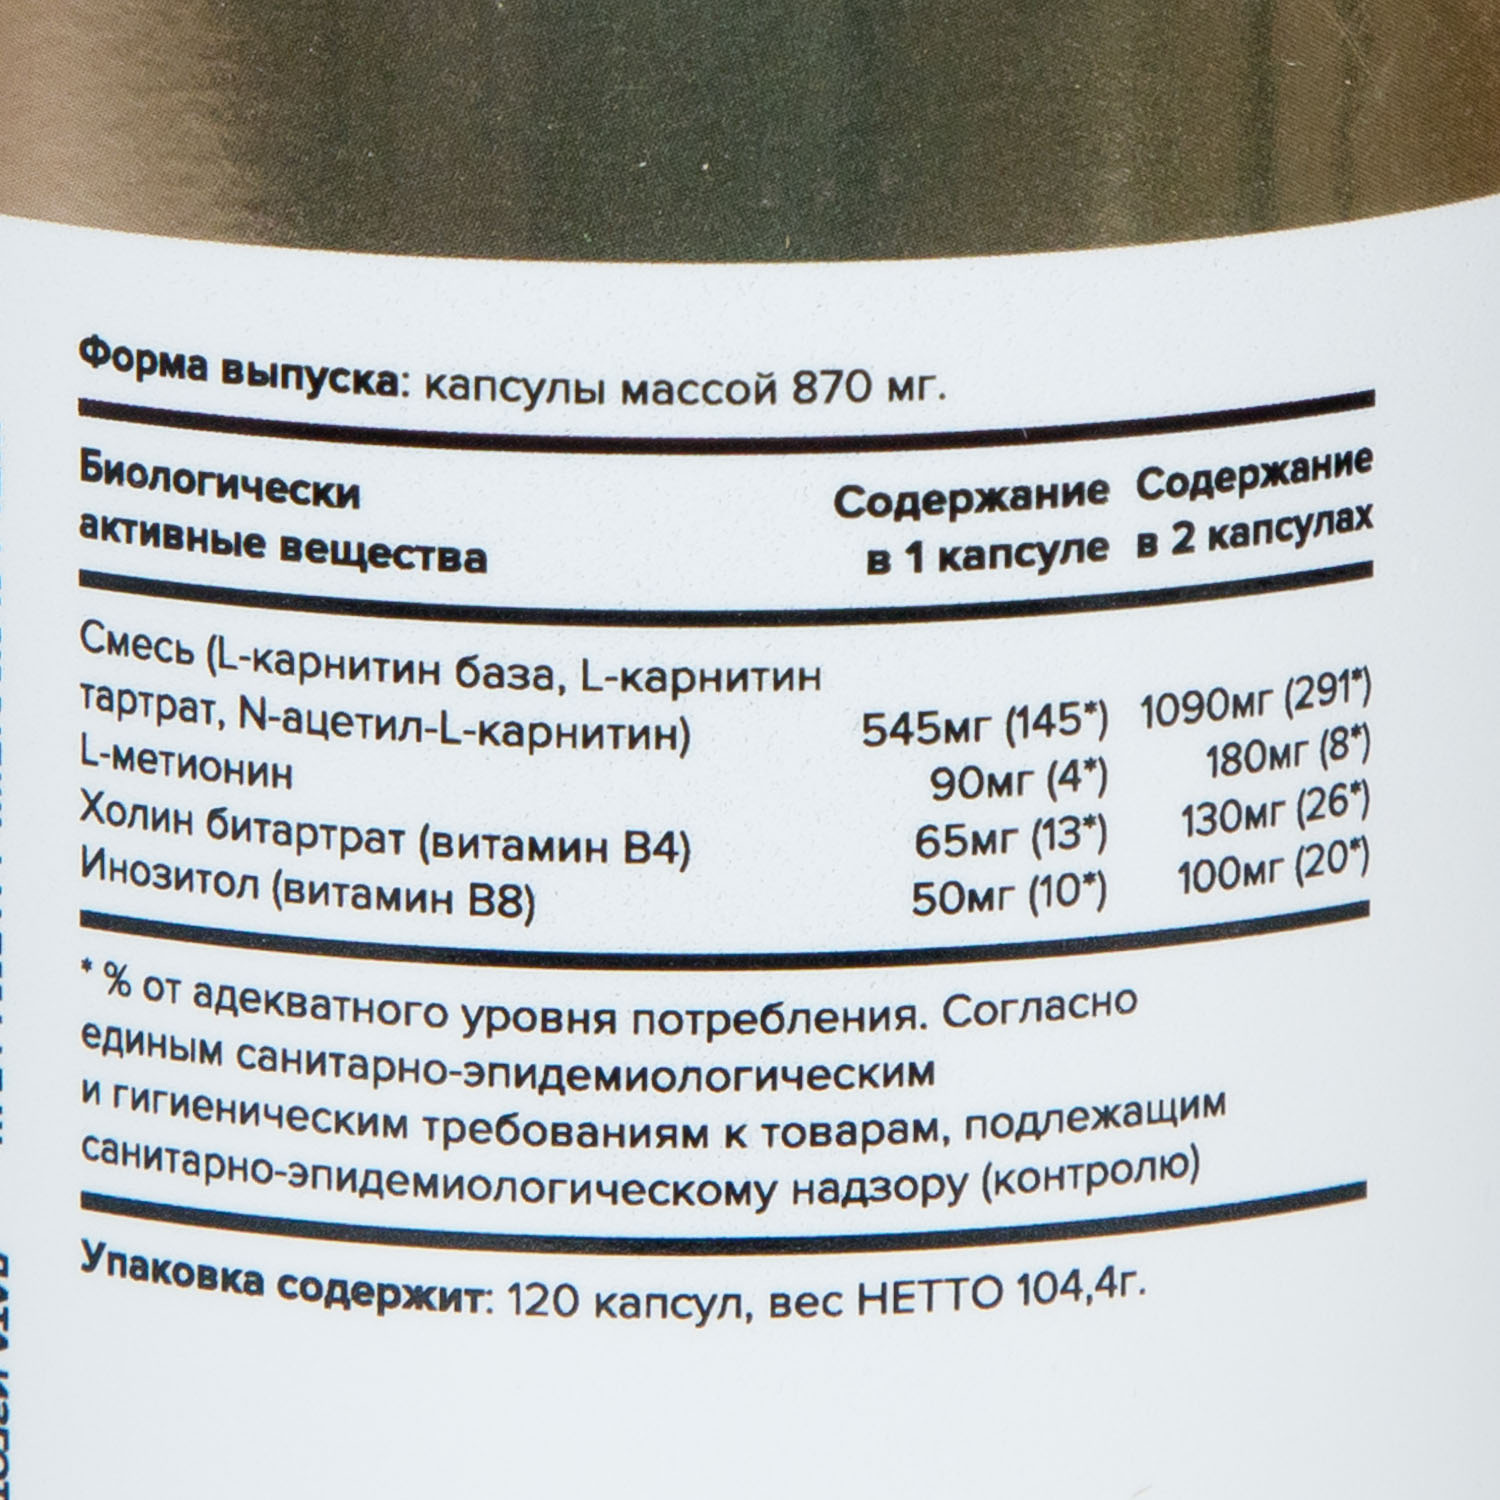 Форма выпуска: капсулы массой 870 мг.
Биологически
активные вещества
Содержание
в 1 капсуле
Содержание
в 2 капсулах
Смесь (L-карнитин база, L-карнитин
тартрат, N-ацетил-L-карнитин) 545мг (145*) 1090мг (291*)
L-метионин 90мг (4*) 180мг (8*)
Холин битартрат (витамин В4) 65мг (13*) 130мг (26*)
Инозитол (витамин В8) 50мг (10*) 100мг (20*)
* % от адекватного уровня потребления. Согласно
единым санитарно-эпидемиологическим
и гигиеническим требованиям к товарам, подлежащим
санитарно-эпидемиологическому надзору (контролю)
Упаковка содержит: 120 капсул, вес НЕТТО 104,4г.